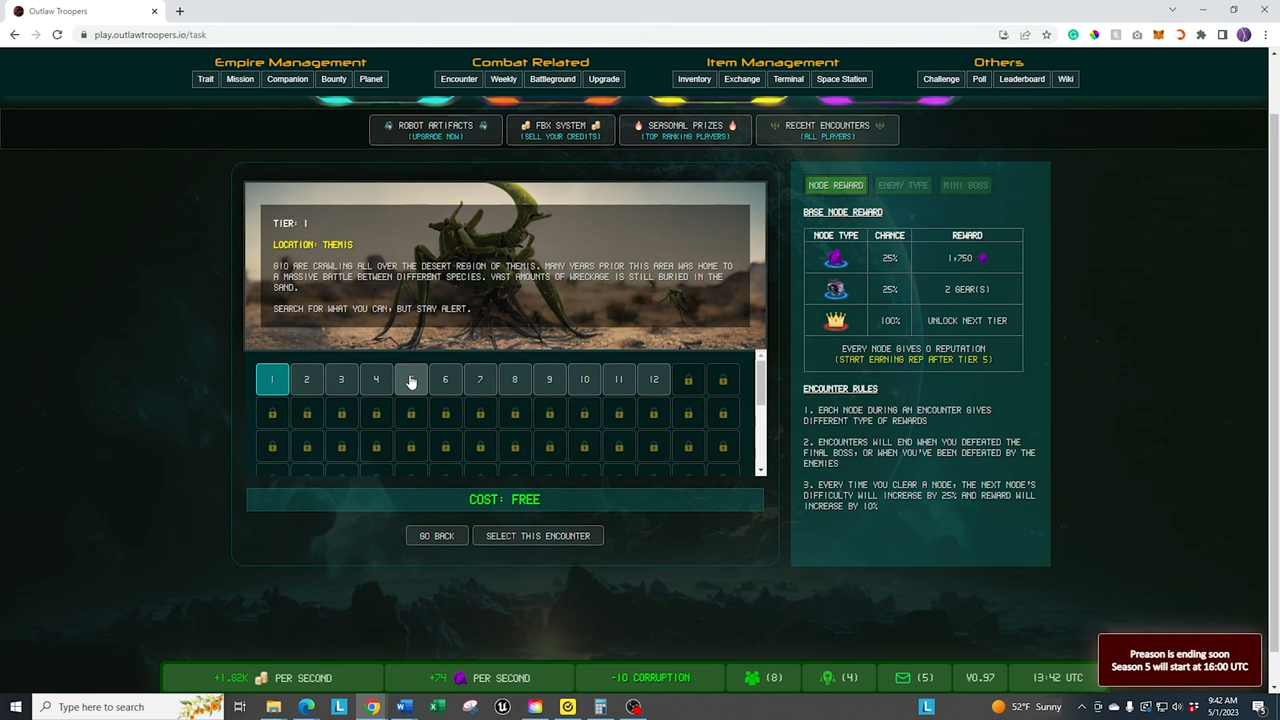 Outlaw Troopers
play.outlawtroopers.io/task
Empire Management
Combat Related
Item Management
Others
Trait
Mission
Companion
Bounty
Planet
Encounter
Weekly
Battleground
Upgrade
Inventory
Exchange
Terminal
Space Station
Challenge
Poll
Leaderboard
Wiki
ROBOT ARTIFACTS
(UPGRADE NOW)
FBX SYSTEM
(SELL YOUR CREDITS)
SEASONAL PRIZES
(TOP RANKING PLAYERS)
RECENT ENCOUNTERS
(ALL PLAYERS)
TIER: 1
LOCATION: THEMIS
GIO ARE CRAWLING ALL OVER THE DESERT REGION OF THEMIS. MANY YEARS PRIOR THIS AREA WAS HOME TO
A MASSIVE BATTLE BETWEEN DIFFERENT SPECIES. VAST AMOUNTS OF WRECKAGE IS STILL BURIED IN THE
SAND.
SEARCH FOR WHAT YOU CAN, BUT STAY ALERT.
1 2 3 4 5 6 7 8 9 10 11 12
COST: FREE
GO BACK
SELECT THIS ENCOUNTER
NODE REWARD
ENEMY TYPE
MINI BOSS
BASE NODE REWARD
NODE TYPE CHANCE REWARD
25% 1,750
25% 2 GEAR(S)
100% UNLOCK NEXT TIER
EVERY NODE GIVES 0 REPUTATION
(START EARNING REP AFTER TIER 5)
ENCOUNTER RULES
1. EACH NODE DURING AN ENCOUNTER GIVES
DIFFERENT TYPE OF REWARDS
2. ENCOUNTERS WILL END WHEN YOU DEFEATED THE
FINAL BOSS, OR WHEN YOU'VE BEEN DEFEATED BY THE
ENEMIES
3. EVERY TIME YOU CLEAR A NODE, THE NEXT NODE'S
DIFFICULTY WILL INCREASE BY 25% AND REWARD WILL
INCREASE BY 10%
Preason is ending soon
Season 5 will start at 16:00 UTC
+1.82K PER SECOND
+74 PER SECOND
-10 CORRUPTION
(8)
(4)
(5)
V0.97
13:42 UTC
Type here to search
52°F Sunny
9:42 AM
5/1/2023